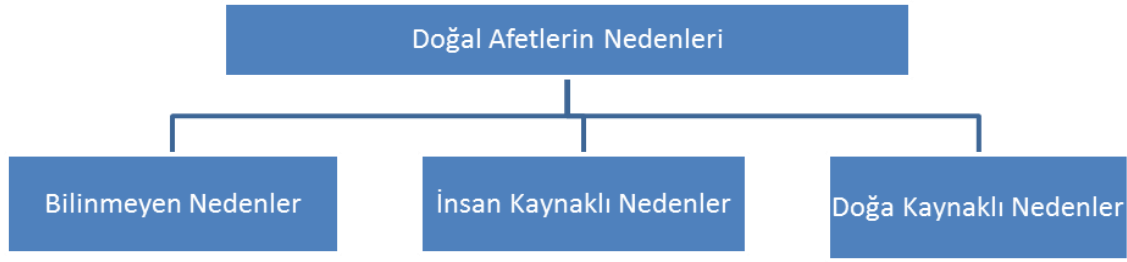 Doğal Afetlerin Nedenleri
Bilinmeyen Nedenler
İnsan Kaynaklı Nedenler
Doğa Kaynaklı Nedenler